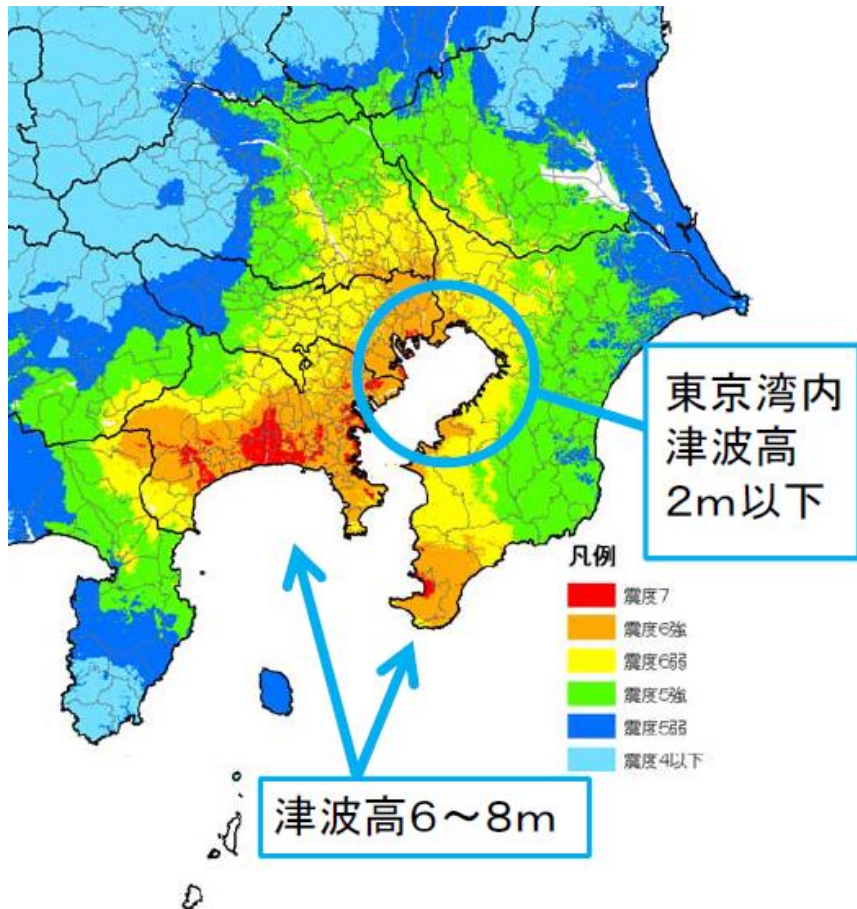 東京湾内
津波高
2m以下
凡例
震度7
震度6強
震度6弱
震度5強
震度5弱
震度4以下
津波高6～8m